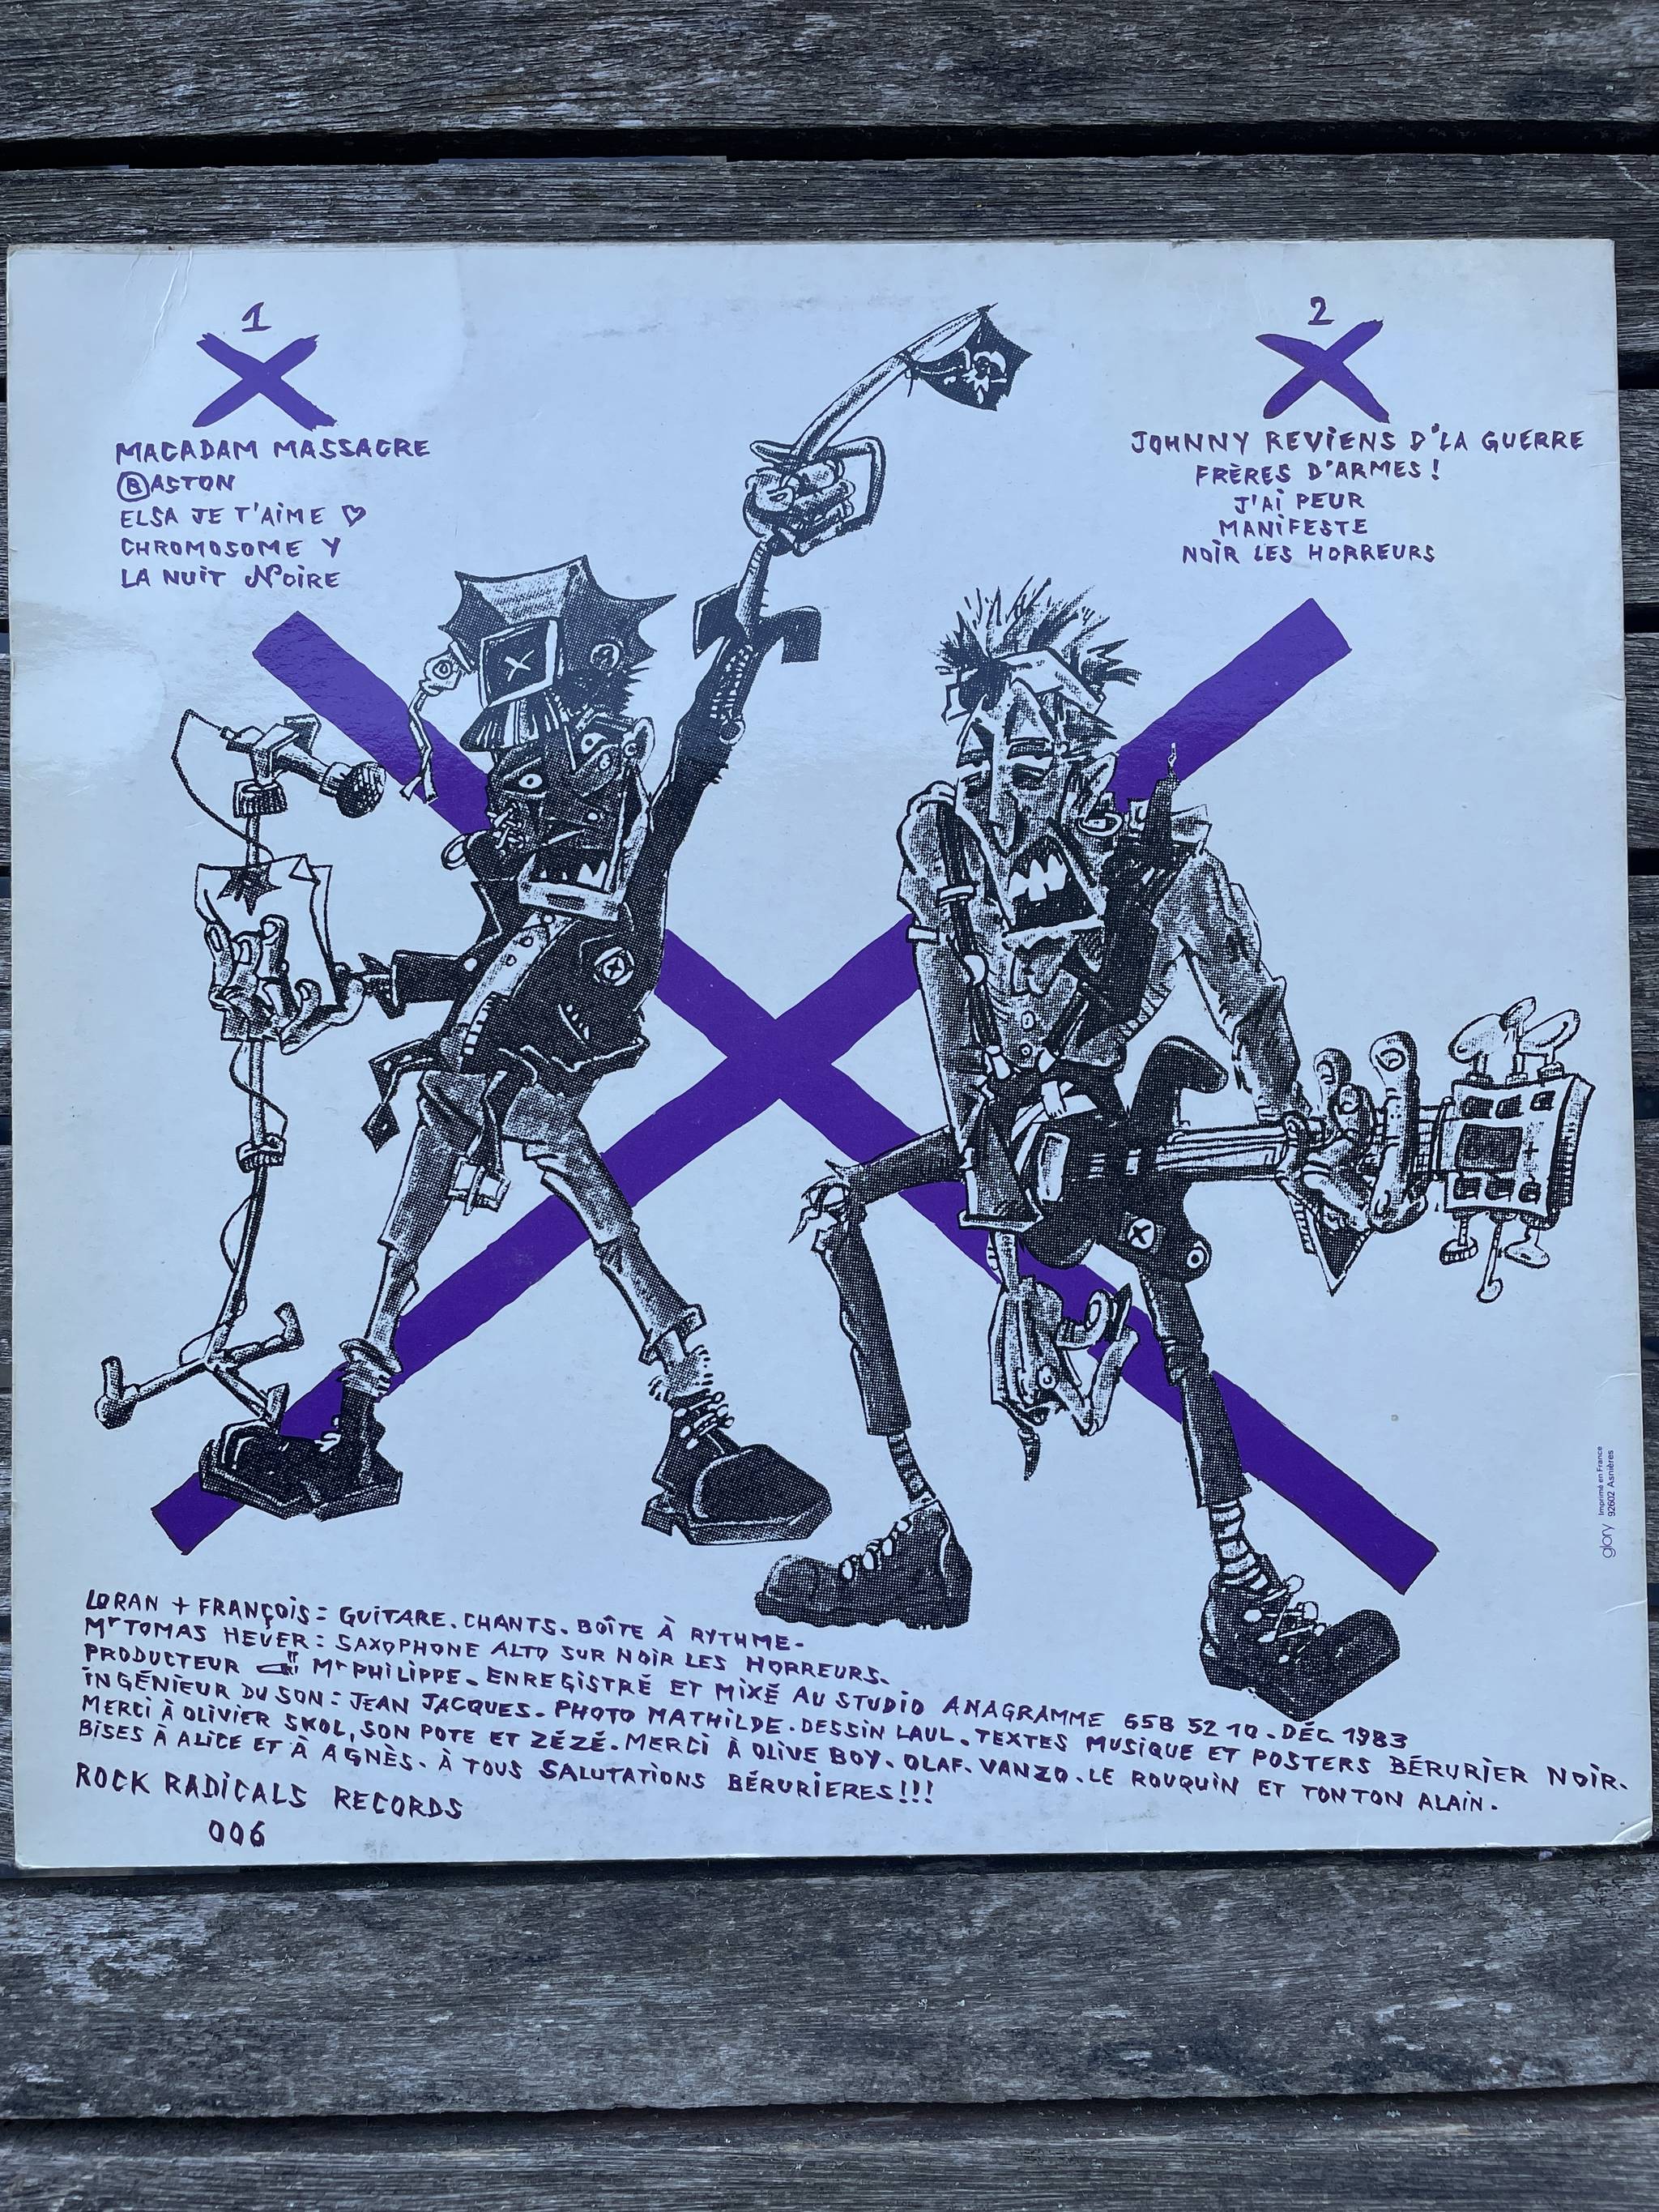 1
MACADAM MASSACRE
BASTON
ELSA JE T'AIME ♡
CHROMOSOME Y
LA NUIT NOIRE
2
JOHNNY REVIENS D'LA GUERRE
FRÈRES D'ARMES !
J'AI PEUR
MANIFESTE
NOIR LES HORREURS
LORAN + FRANÇOIS = GUITARE. CHANTS. BOÎTE À RYTHME-
Mr TOMAS HEUER : SAXOPHONE ALTO SUR NOIR LES HORREURS.
PRODUCTEUR Mr PHILIPPE. ENREGISTRÉ ET MIXÉ AU STUDIO ANAGRAMME 658 52 10. DÉC 1983
INGÉNIEUR DU SON : JEAN JACQUES. PHOTO MATHILDE. DESSIN LAUL. TEXTES MUSIQUE ET POSTERS BÉRURIER NOIR.
MERCI À OLIVIER SKOL, SON POTE ET ZÉZÉ. MERCI À OLIVE BOY. OLAF. VANZO. LE ROUQUIN ET TONTON ALAIN.
BISES À ALICE ET À AGNÈS. À TOUS SALUTATIONS BÉRURIERES!!!
ROCK RADICALS RECORDS
006
glory
Imprimé en France
92602 Asnières